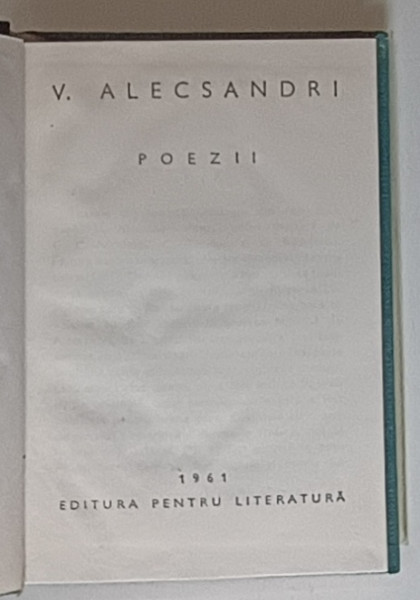 V. ALECSANDRI
POEZII
1961
EDITURA PENTRU LITERATURĂ